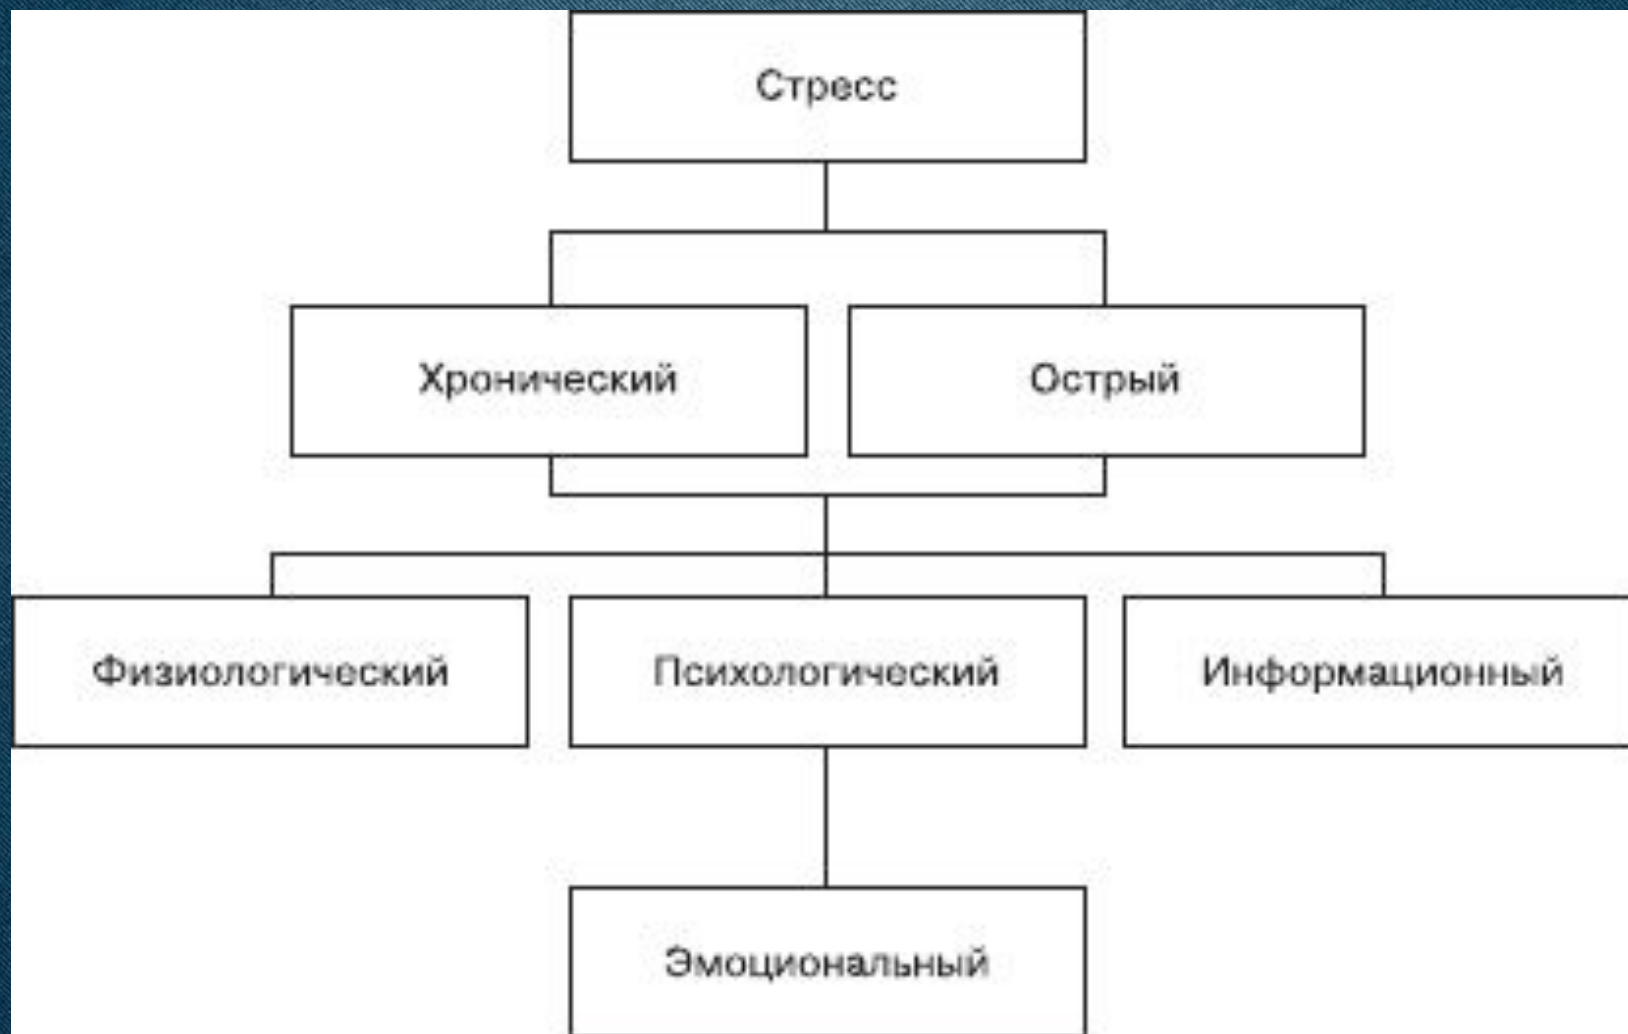 Стресс
Хронический
Острый
Физиологический
Психологический
Информационный
Эмоциональный